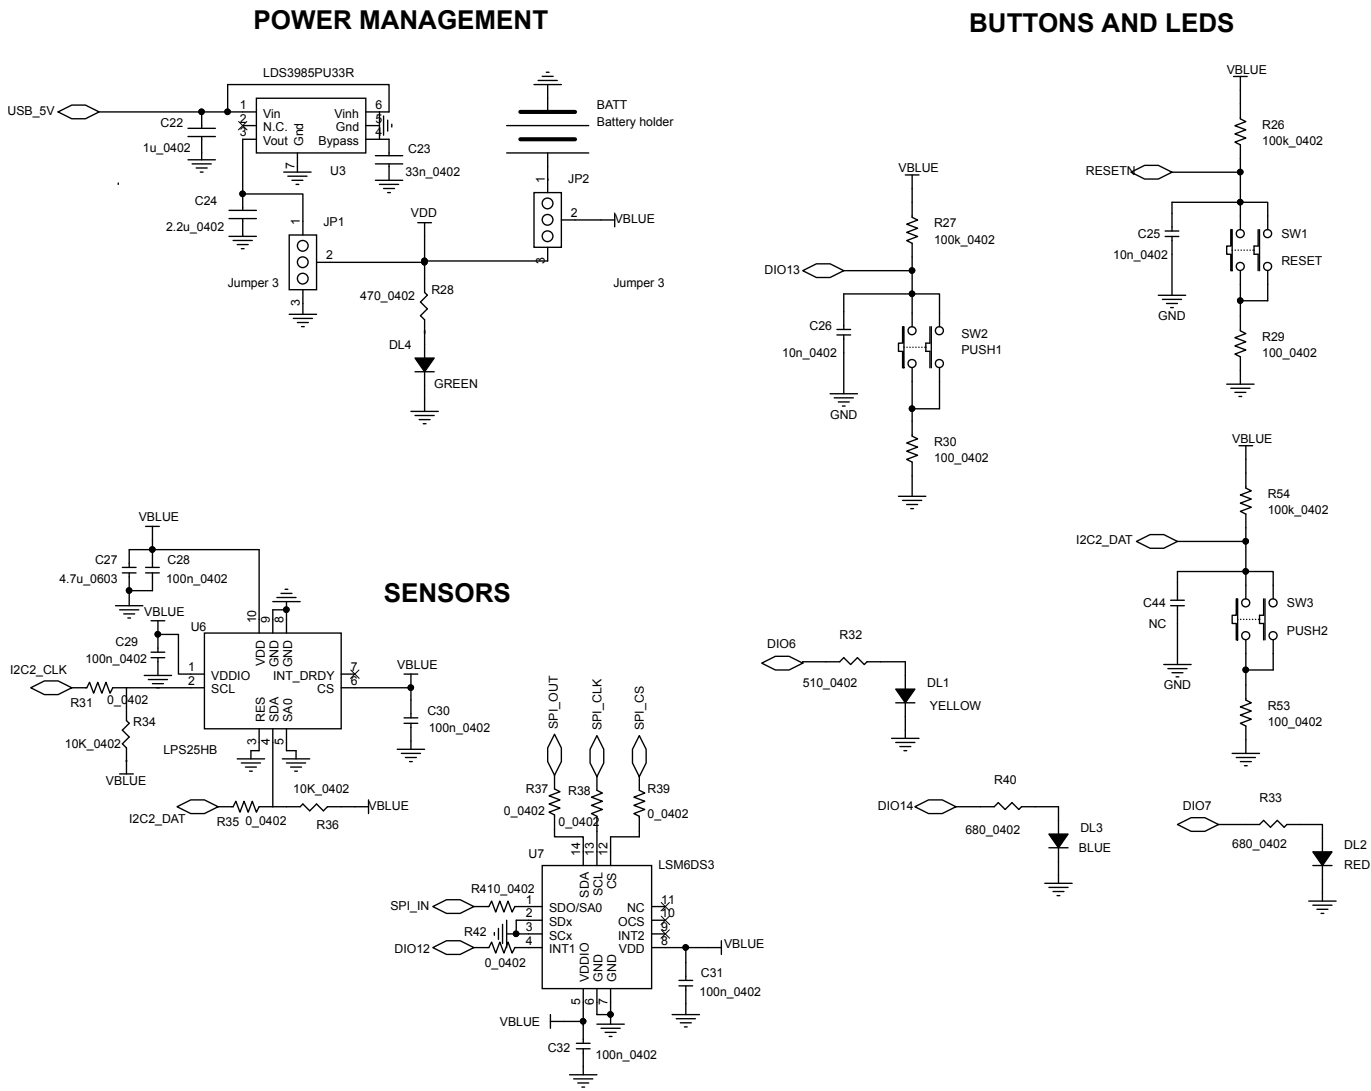 POWER MANAGEMENT
BUTTONS AND LEDS
LDS3985PU33R
USB_5V
1
2
3
Vin
N.C.
Vout
Gnd
Vinh
Gnd
Bypass
6
5
4
7
U3
C22
1u_0402
C23
33n_0402
C24
2.2u_0402
JP1
1
2
3
Jumper 3
VDD
470_0402
R28
DL4
GREEN
BATT
Battery holder
JP2
1
2
3
VBLUE
Jumper 3
VBLUE
R27
100k_0402
DIO13
C26
10n_0402
GND
SW2
PUSH1
R30
100_0402
VBLUE
R26
100k_0402
RESETN
C25
10n_0402
GND
SW1
RESET
R29
100_0402
VBLUE
R54
100k_0402
I2C2_DAT
C44
NC
GND
SW3
PUSH2
R53
100_0402
SENSORS
VBLUE
C27
4.7u_0603
C28
100n_0402
VBLUE
C29
100n_0402
U6
10
9
8
VDD
GND
GND
1
2
VDDIO
SCL
INT_DRDY
CS
7
6
RES
SDA
SA0
3
4
5
LPS25HB
I2C2_CLK
R31
0_0402
R34
10K_0402
VBLUE
VBLUE
C30
100n_0402
I2C2_DAT
R35
0_0402
10K_0402
R36
VBLUE
SPI_OUT
SPI_CLK
SPI_CS
R37
0_0402
R38
0_0402
R39
0_0402
U7
14
13
12
LSM6DS3
SDA
SCL
CS
SPI_IN
R41
0_0402
1
2
3
4
SDO/SA0
SDx
SCx
INT1
NC
OCS
INT2
VDD
11
10
9
8
VDDIO
GND
GND
5
6
7
DIO12
R42
0_0402
VBLUE
C31
100n_0402
VBLUE
C32
100n_0402
DIO6
R32
510_0402
DL1
YELLOW
DIO14
R40
680_0402
DL3
BLUE
DIO7
R33
680_0402
DL2
RED